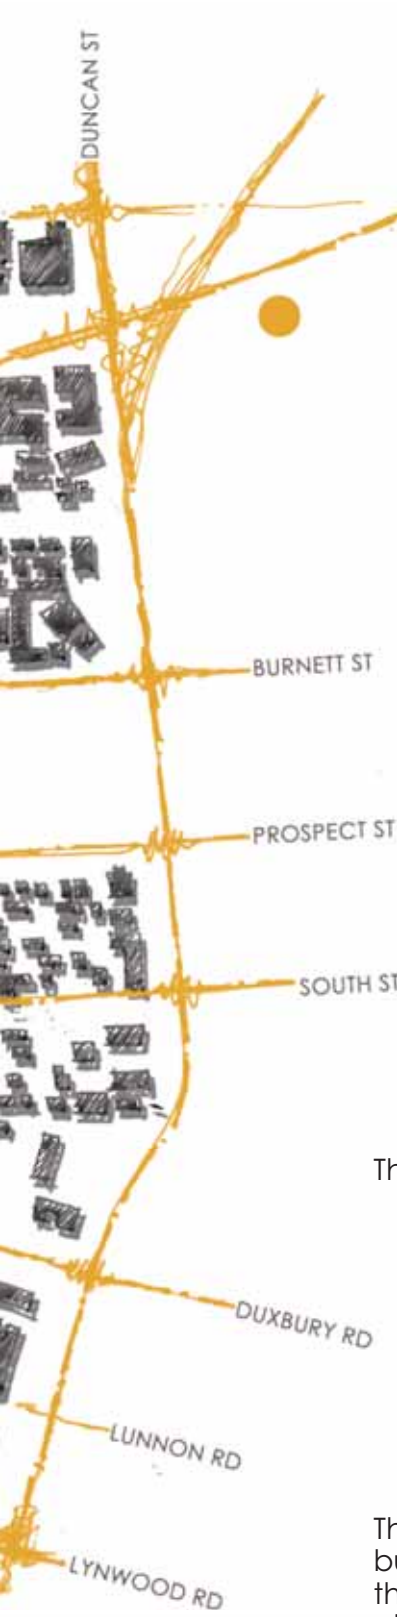 DUNCAN ST
BURNETT ST
PROSPECT ST
SOUTH ST
DUXBURY RD
LUNNON RD
LYNWOOD RD